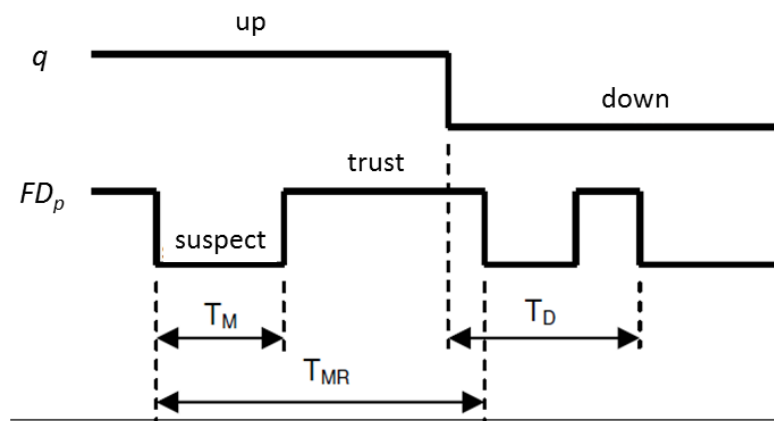 up
q
down
trust
FDp
suspect
TM
TD
TMR